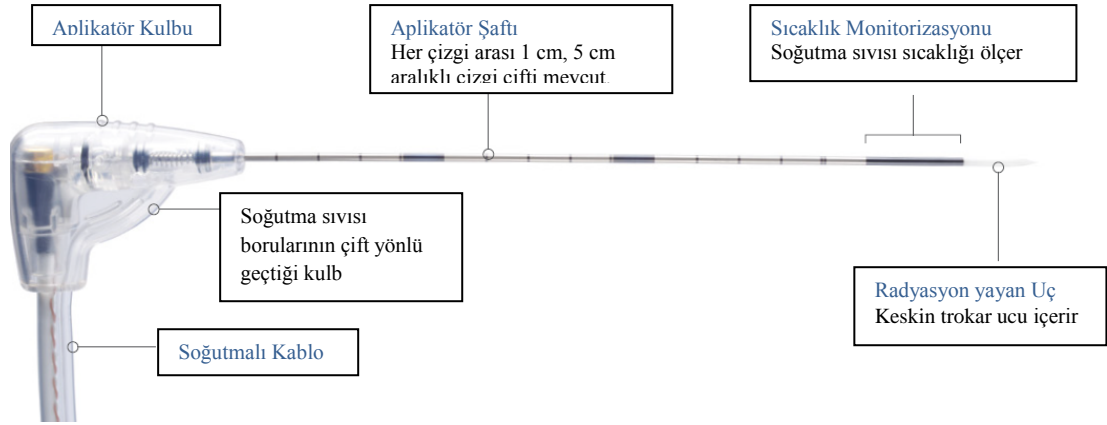 Aplikatör Kulbu
Aplikatör Şaftı
Her çizgi arası 1 cm, 5 cm
aralıklı çizgi çifti mevcut.
Sıcaklık Monitorizasyonu
Soğutma sıvısı sıcaklığı ölçer
Soğutma sıvısı
borularının çift yönlü
geçtiği kulb
Radyasyon yayan Uç
Keskin trokar ucu içerir
Soğutmalı Kablo